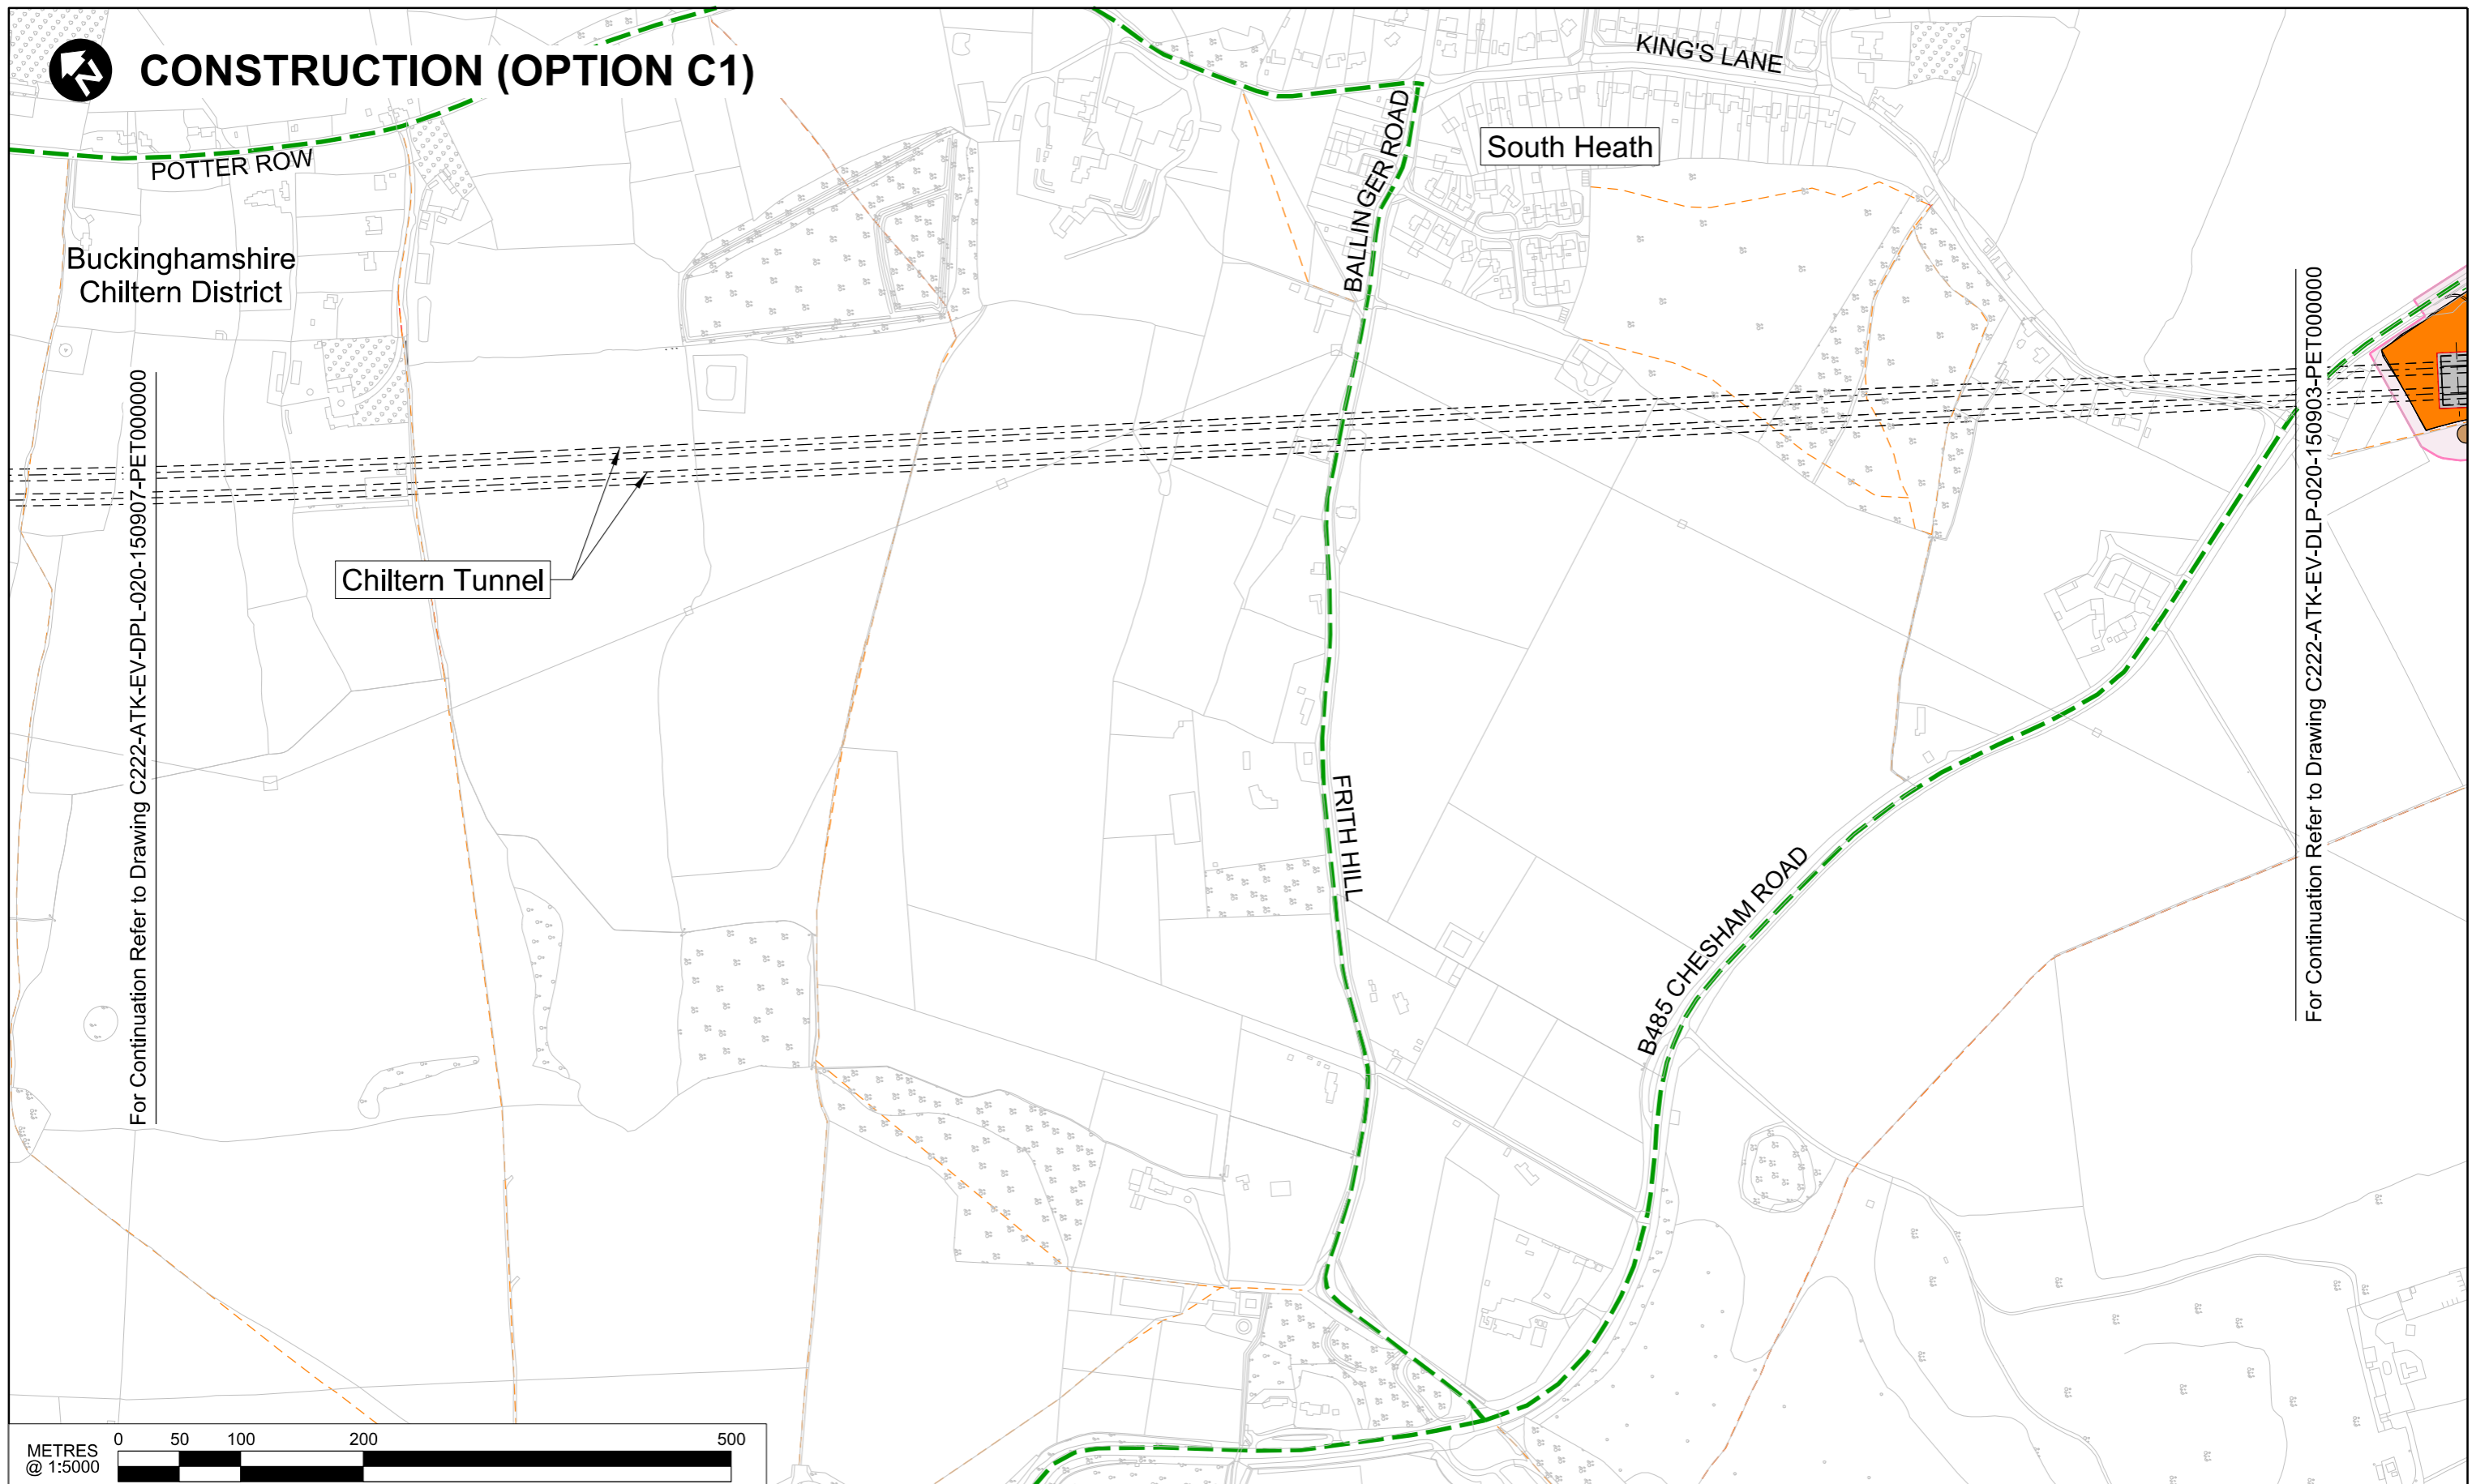 N
CONSTRUCTION (OPTION C1)
KING'S LANE
South Heath
BALLINGER ROAD
POTTER ROW
Buckinghamshire
Chiltern District
For Continuation Refer to Drawing C222-ATK-EV-DPL-020-150907-PET000000
For Continuation Refer to Drawing C222-ATK-EV-DLP-020-150903-PET000000
Chiltern Tunnel
FRITH HILL
B485 CHESHAM ROAD
METRES
@ 1:5000
0 50 100 200 500